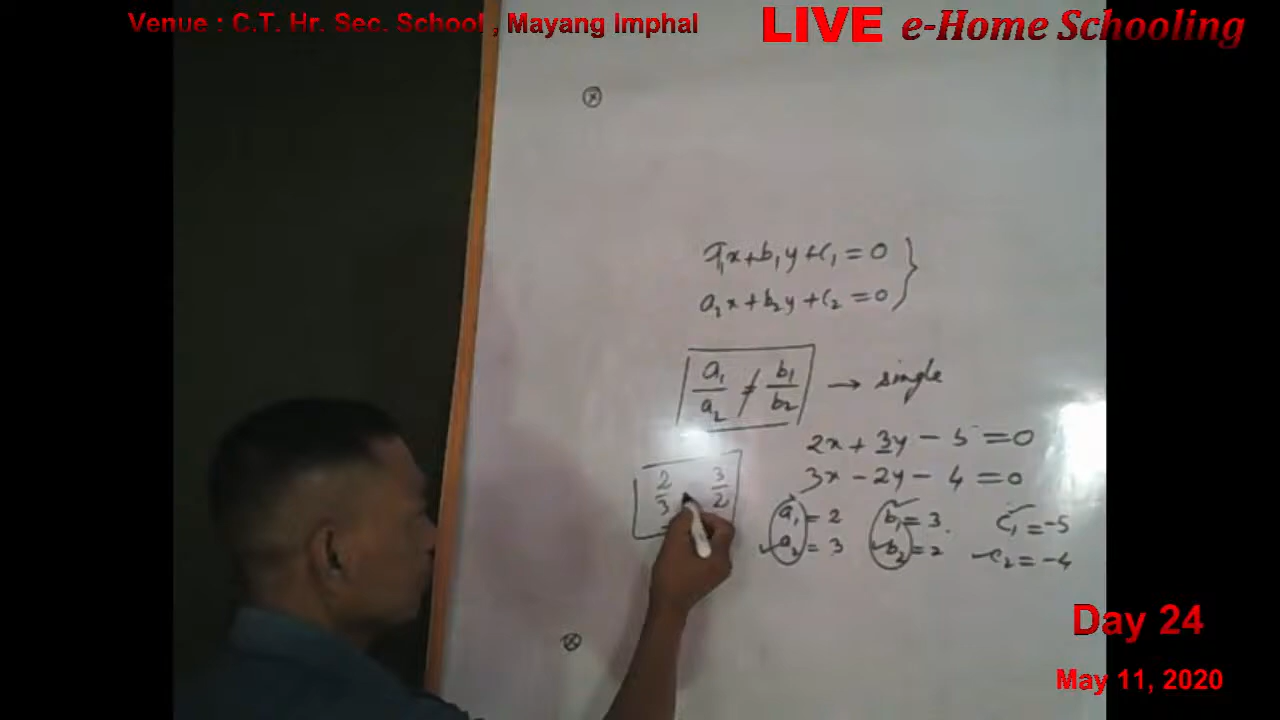 Venue : C.T. Hr. Sec. School , Mayang Imphal
LIVE e-Home Schooling
a₁x+b₁y+c₁=0
a₂x+b₂y+c₂=0
a₁/a₂ ≠ b₁/b₂ → single
2x+3y-5=0
3x-2y-4=0
2/3 3/2
a₁=2 b₁=3 c₁=-5
a₂=3 b₂=2 c₂=-4
Day 24
May 11, 2020